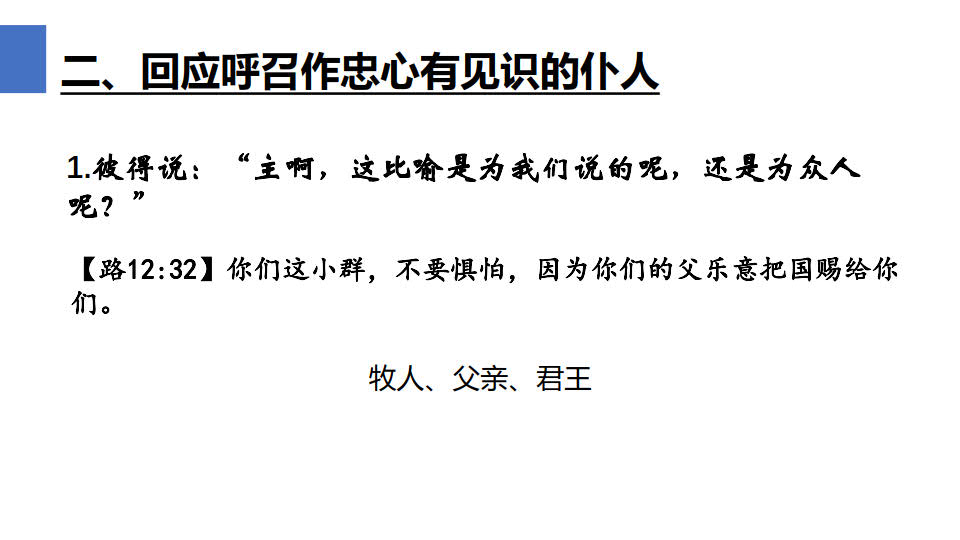 二、回应呼召作忠心有见识的仆人
1.彼得说：“主啊，这比喻是为我们说的呢，还是为众人
呢？”
【路12:32】你们这小群，不要惧怕，因为你们的父乐意把国赐给你
们。
牧人、父亲、君王